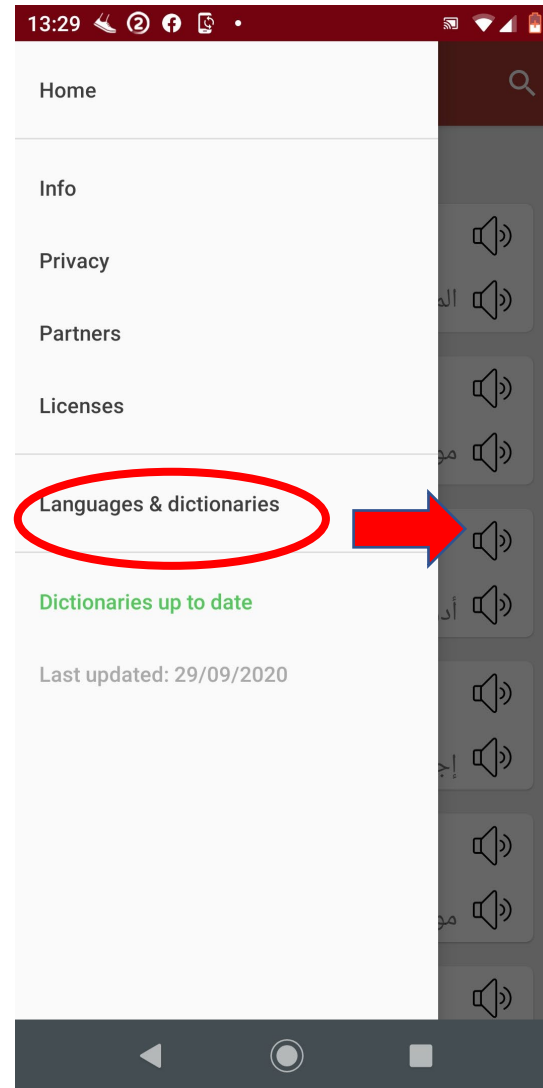 13:29
Home
Info
Privacy
Partners
Licenses
Languages & dictionaries
Dictionaries up to date
Last updated: 29/09/2020